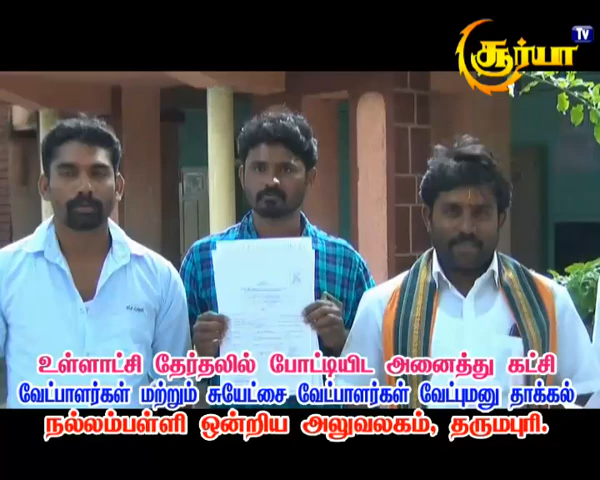 சூர்யா TV
உள்ளாட்சி தேர்தலில் போட்டியிட அனைத்து கட்சி
வேட்பாளர்கள் மற்றும் சுயேட்சை வேட்பாளர்கள் வேட்புமனு தாக்கல்
நல்லம்பள்ளி ஒன்றிய அலுவலகம், தருமபுரி.